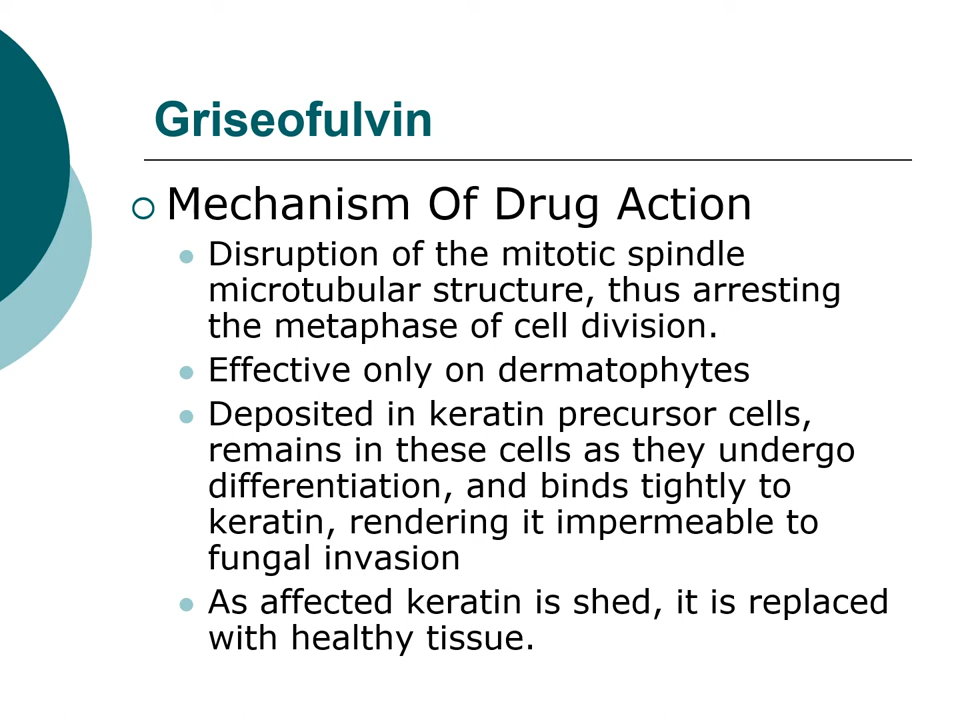 Griseofulvin
Mechanism Of Drug Action
Disruption of the mitotic spindle
microtubular structure, thus arresting
the metaphase of cell division.
Effective only on dermatophytes
Deposited in keratin precursor cells,
remains in these cells as they undergo
differentiation, and binds tightly to
keratin, rendering it impermeable to
fungal invasion
As affected keratin is shed, it is replaced
with healthy tissue.